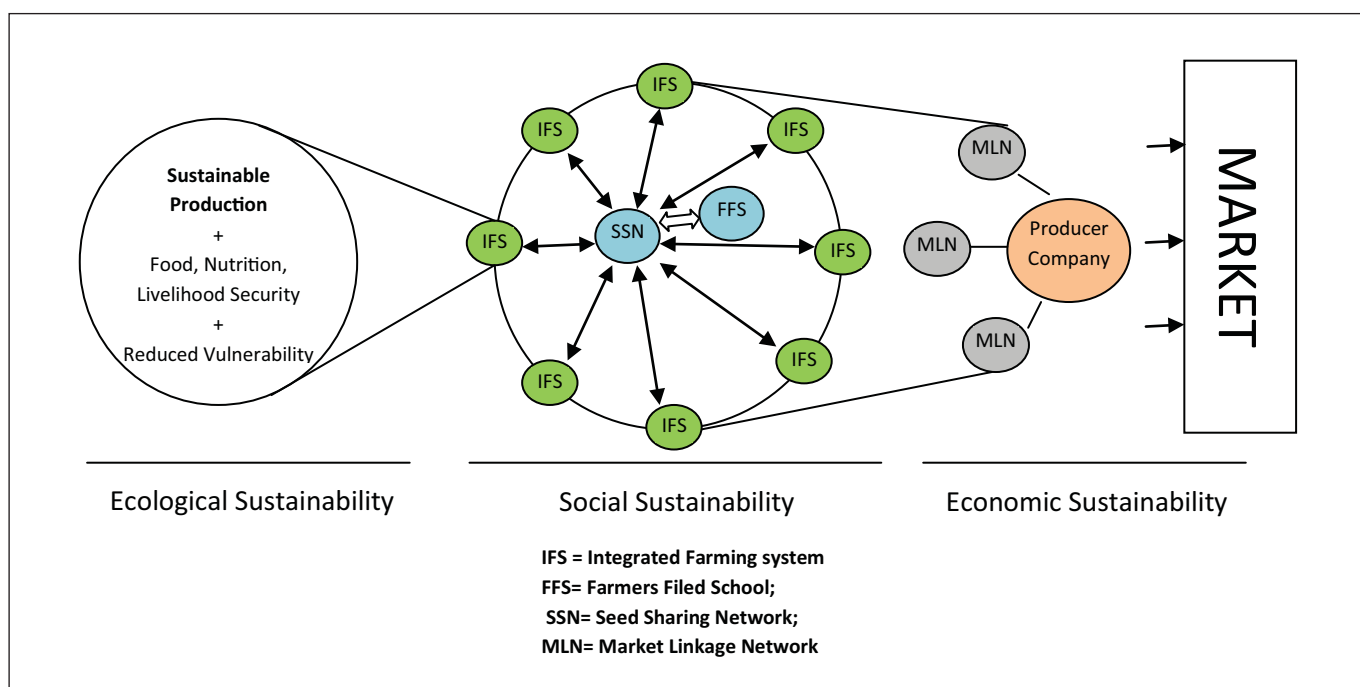 Sustainable
Production
+
Food, Nutrition,
Livelihood Security
+
Reduced Vulnerability
IFS
IFS
IFS
IFS
SSN
FFS
IFS
IFS
IFS
IFS
MLN
MLN
MLN
Producer
Company
MARKET
Ecological Sustainability
Social Sustainability
Economic Sustainability
IFS = Integrated Farming system
FFS= Farmers Filed School;
SSN= Seed Sharing Network;
MLN= Market Linkage Network